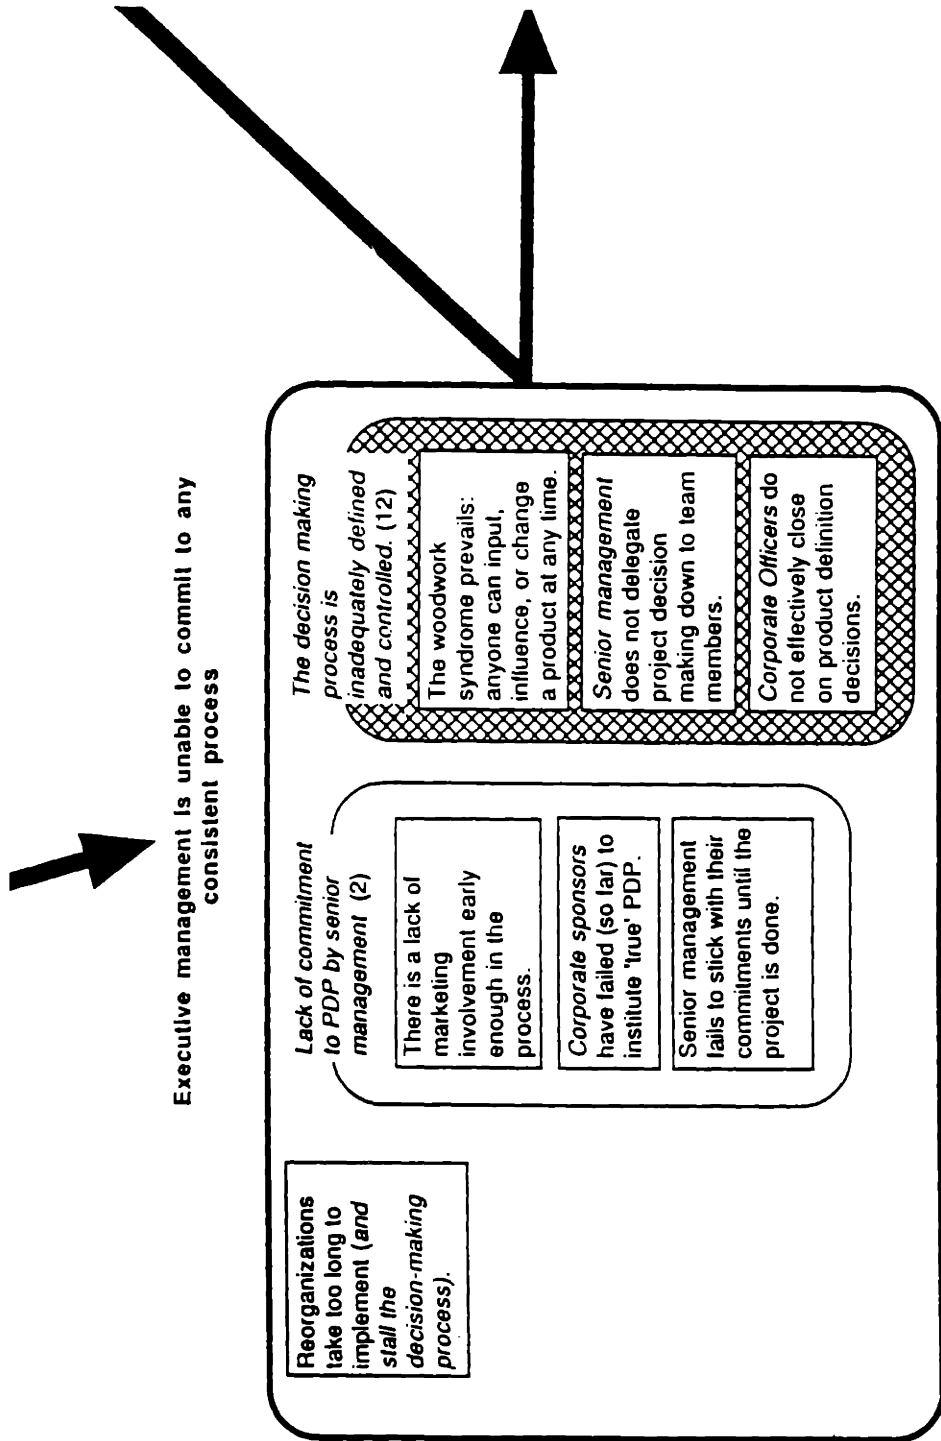 Executive management is unable to commit to any
consistent process
Reorganizations
take too long to
implement (and
stall the
decision-making
process).
Lack of commitment
to PDP by senior
management (2)
There is a lack of
marketing
involvement early
enough in the
process.
Corporate sponsors
have failed (so far) to
institute 'true' PDP.
Senior management
fails to stick with their
commitments until the
project is done.
The decision making
process is
inadequately defined
and controlled. (12)
The woodwork
syndrome prevails:
anyone can input,
influence, or change
a product at any time.
Senior management
does not delegate
project decision
making down to team
members.
Corporate Officers do
not effectively close
on product definition
decisions.